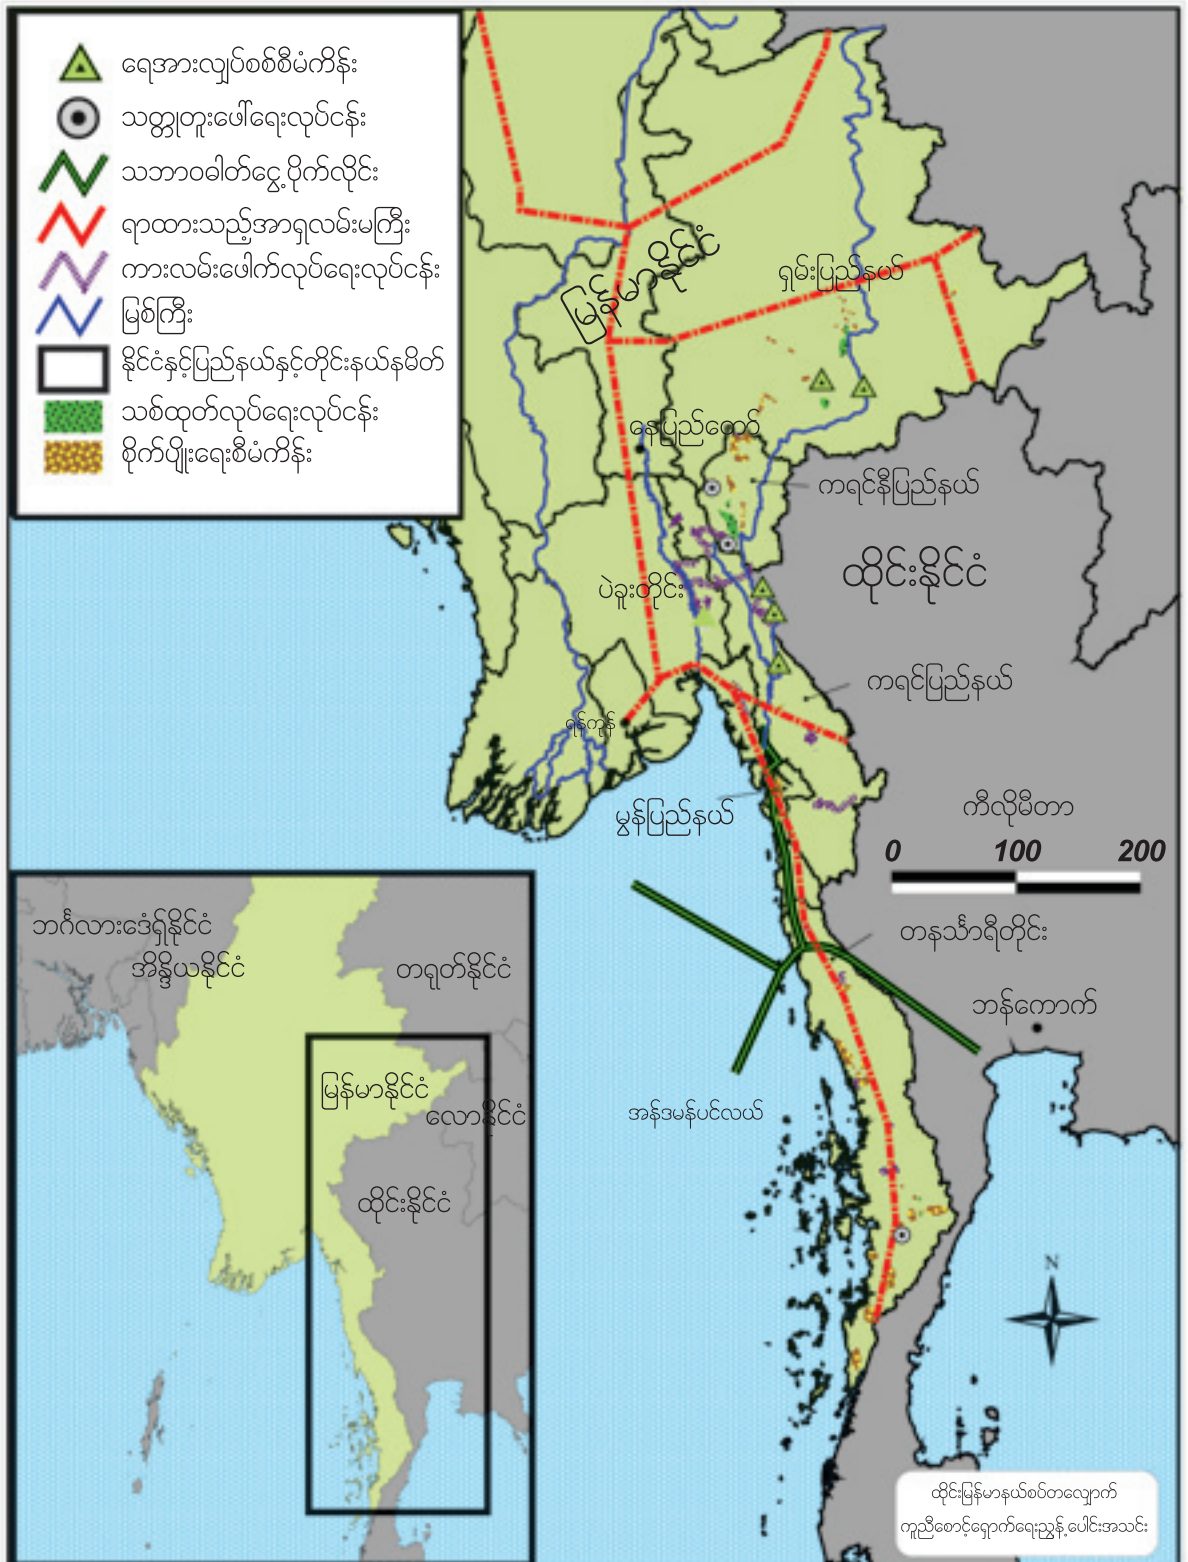 ရေအားလျှပ်စစ်စီမံကိန်း
သတ္တုတူးဖေါ်ရေးလုပ်ငန်း
သဘာဝဓါတ်ငွေ့ပိုက်လိုင်း
ရာထားသည့်အာရှလမ်းမကြီး
ကားလမ်းဖေါက်လုပ်ရေးလုပ်ငန်း
မြစ်ကြီး
နိုင်ငံနှင့်ပြည်နယ်နှင့်တိုင်းနယ်နမိတ်
သစ်ထုတ်လုပ်ရေးလုပ်ငန်း
စိုက်ပျိုးရေးစီမံကိန်း
မြန်မာနိုင်ငံ
ရှမ်းပြည်နယ်
နေပြည်တော်
ကရင်နီပြည်နယ်
ထိုင်းနိုင်ငံ
ပဲခူးတိုင်း
ကရင်ပြည်နယ်
ရန်ကုန်
မွန်ပြည်နယ်
ကီလိုမီတာ
0 100 200
တနင်္သာရီတိုင်း
ဘန်ကောက်
အန်ဒမန်ပင်လယ်
ဘင်္ဂလားဒေ့ရှ်နိုင်ငံ
အိန္ဒိယနိုင်ငံ
တရုတ်နိုင်ငံ
မြန်မာနိုင်ငံ
လောနိုင်ငံ
ထိုင်းနိုင်ငံ
N
ထိုင်းမြန်မာနယ်စပ်တလျှောက်
ကူညီစောင့်ရှောက်ရေးညွန့်ပေါင်းအသင်း